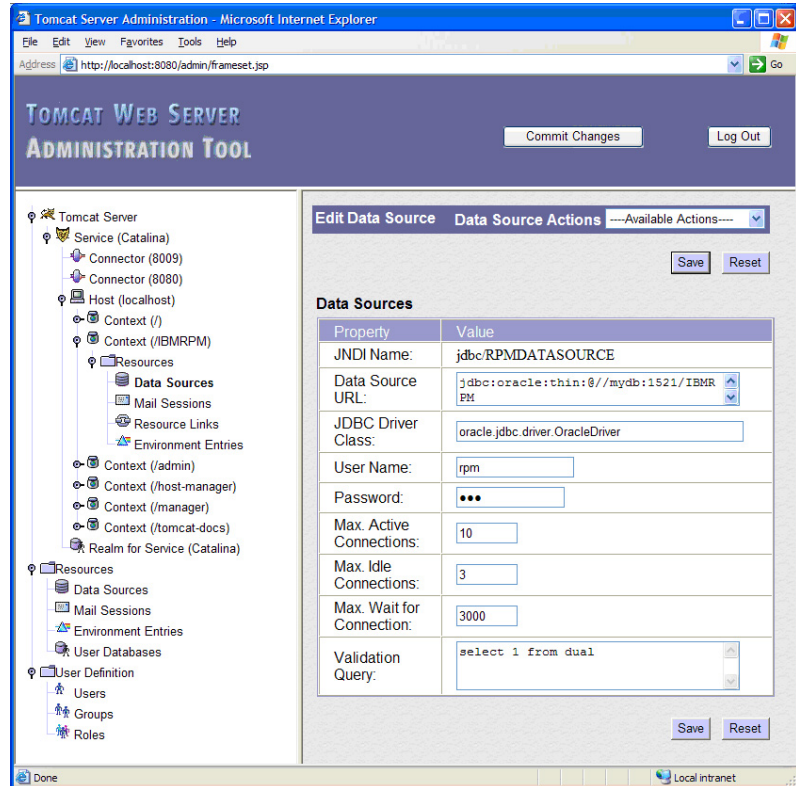 Tomcat Server Administration - Microsoft Internet Explorer
File Edit View Favorites Tools Help
Address http://localhost:8080/admin/frameset.jsp Go
TOMCAT WEB SERVER
ADMINISTRATION TOOL
Commit Changes Log Out
Tomcat Server
Service (Catalina)
Connector (8009)
Connector (8080)
Host (localhost)
Context (/)
Context (/IBMRPM)
Resources
Data Sources
Mail Sessions
Resource Links
Environment Entries
Context (/admin)
Context (/host-manager)
Context (/manager)
Context (/tomcat-docs)
Realm for Service (Catalina)
Resources
Data Sources
Mail Sessions
Environment Entries
User Databases
User Definition
Users
Groups
Roles
Edit Data Source Data Source Actions ----Available Actions----
Save Reset
Data Sources
Property Value
JNDI Name: jdbc/RPMDATASOURCE
Data Source
URL:
jdbc:oracle:thin:@//mydb:1521/IBMR
PM
JDBC Driver
Class:
oracle.jdbc.driver.OracleDriver
User Name: rpm
Password: ●●●
Max. Active
Connections:
10
Max. Idle
Connections:
3
Max. Wait for
Connection:
3000
Validation
Query:
select 1 from dual
Save Reset
Done Local intranet